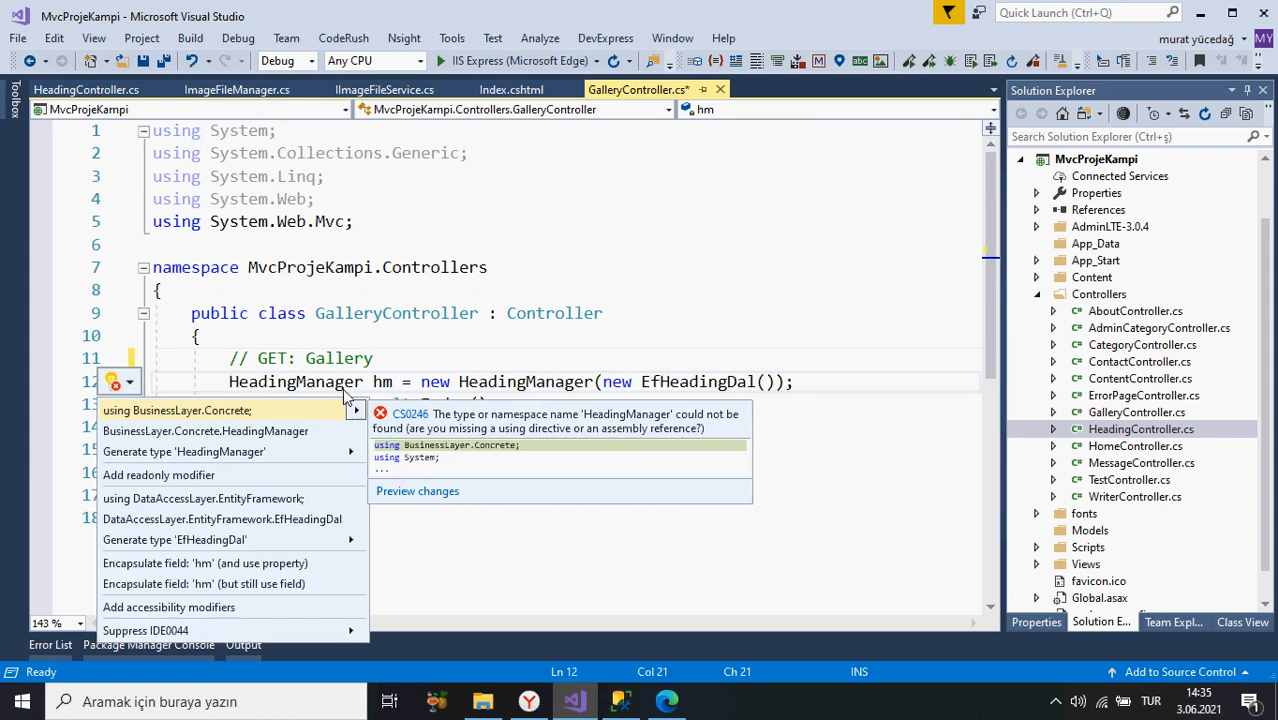 MvcProjeKampi - Microsoft Visual Studio
Quick Launch (Ctrl+Q)
File Edit View Project Build Debug Team CodeRush Nsight Tools Test Analyze DevExpress Window Help
murat yücedağ MY
Debug Any CPU IIS Express (Microsoft Edge)
Toolbox
HeadingController.cs ImageFileManager.cs IImageFileService.cs Index.cshtml GalleryController.cs*
MvcProjeKampi MvcProjeKampi.Controllers.GalleryController hm
1 using System;
2 using System.Collections.Generic;
3 using System.Linq;
4 using System.Web;
5 using System.Web.Mvc;
6
7 namespace MvcProjeKampi.Controllers
8 {
9 public class GalleryController : Controller
10 {
11 // GET: Gallery
12 HeadingManager hm = new HeadingManager(new EfHeadingDal());
using BusinessLayer.Concrete;
BusinessLayer.Concrete.HeadingManager
Generate type 'HeadingManager'
Add readonly modifier
using DataAccessLayer.EntityFramework;
DataAccessLayer.EntityFramework.EfHeadingDal
Generate type 'EfHeadingDal'
Encapsulate field: 'hm' (and use property)
Encapsulate field: 'hm' (but still use field)
Add accessibility modifiers
Suppress IDE0044
CS0246 The type or namespace name 'HeadingManager' could not be
found (are you missing a using directive or an assembly reference?)
using BusinessLayer.Concrete;
using System;
...
Preview changes
143 %
Error List Package Manager Console Output
Solution Explorer
Search Solution Explorer (Ctrl+ş)
MvcProjeKampi
Connected Services
Properties
References
AdminLTE-3.0.4
App_Data
App_Start
Content
Controllers
AboutController.cs
AdminCategoryController.cs
CategoryController.cs
ContactController.cs
ContentController.cs
ErrorPageController.cs
GalleryController.cs
HeadingController.cs
HomeController.cs
MessageController.cs
TestController.cs
WriterController.cs
fonts
Models
Scripts
Views
favicon.ico
Global.asax
Properties Solution E... Team Expl... Class View
Ready Ln 12 Col 21 Ch 21 INS Add to Source Control
Aramak için buraya yazın
TUR
14:35
3.06.2021